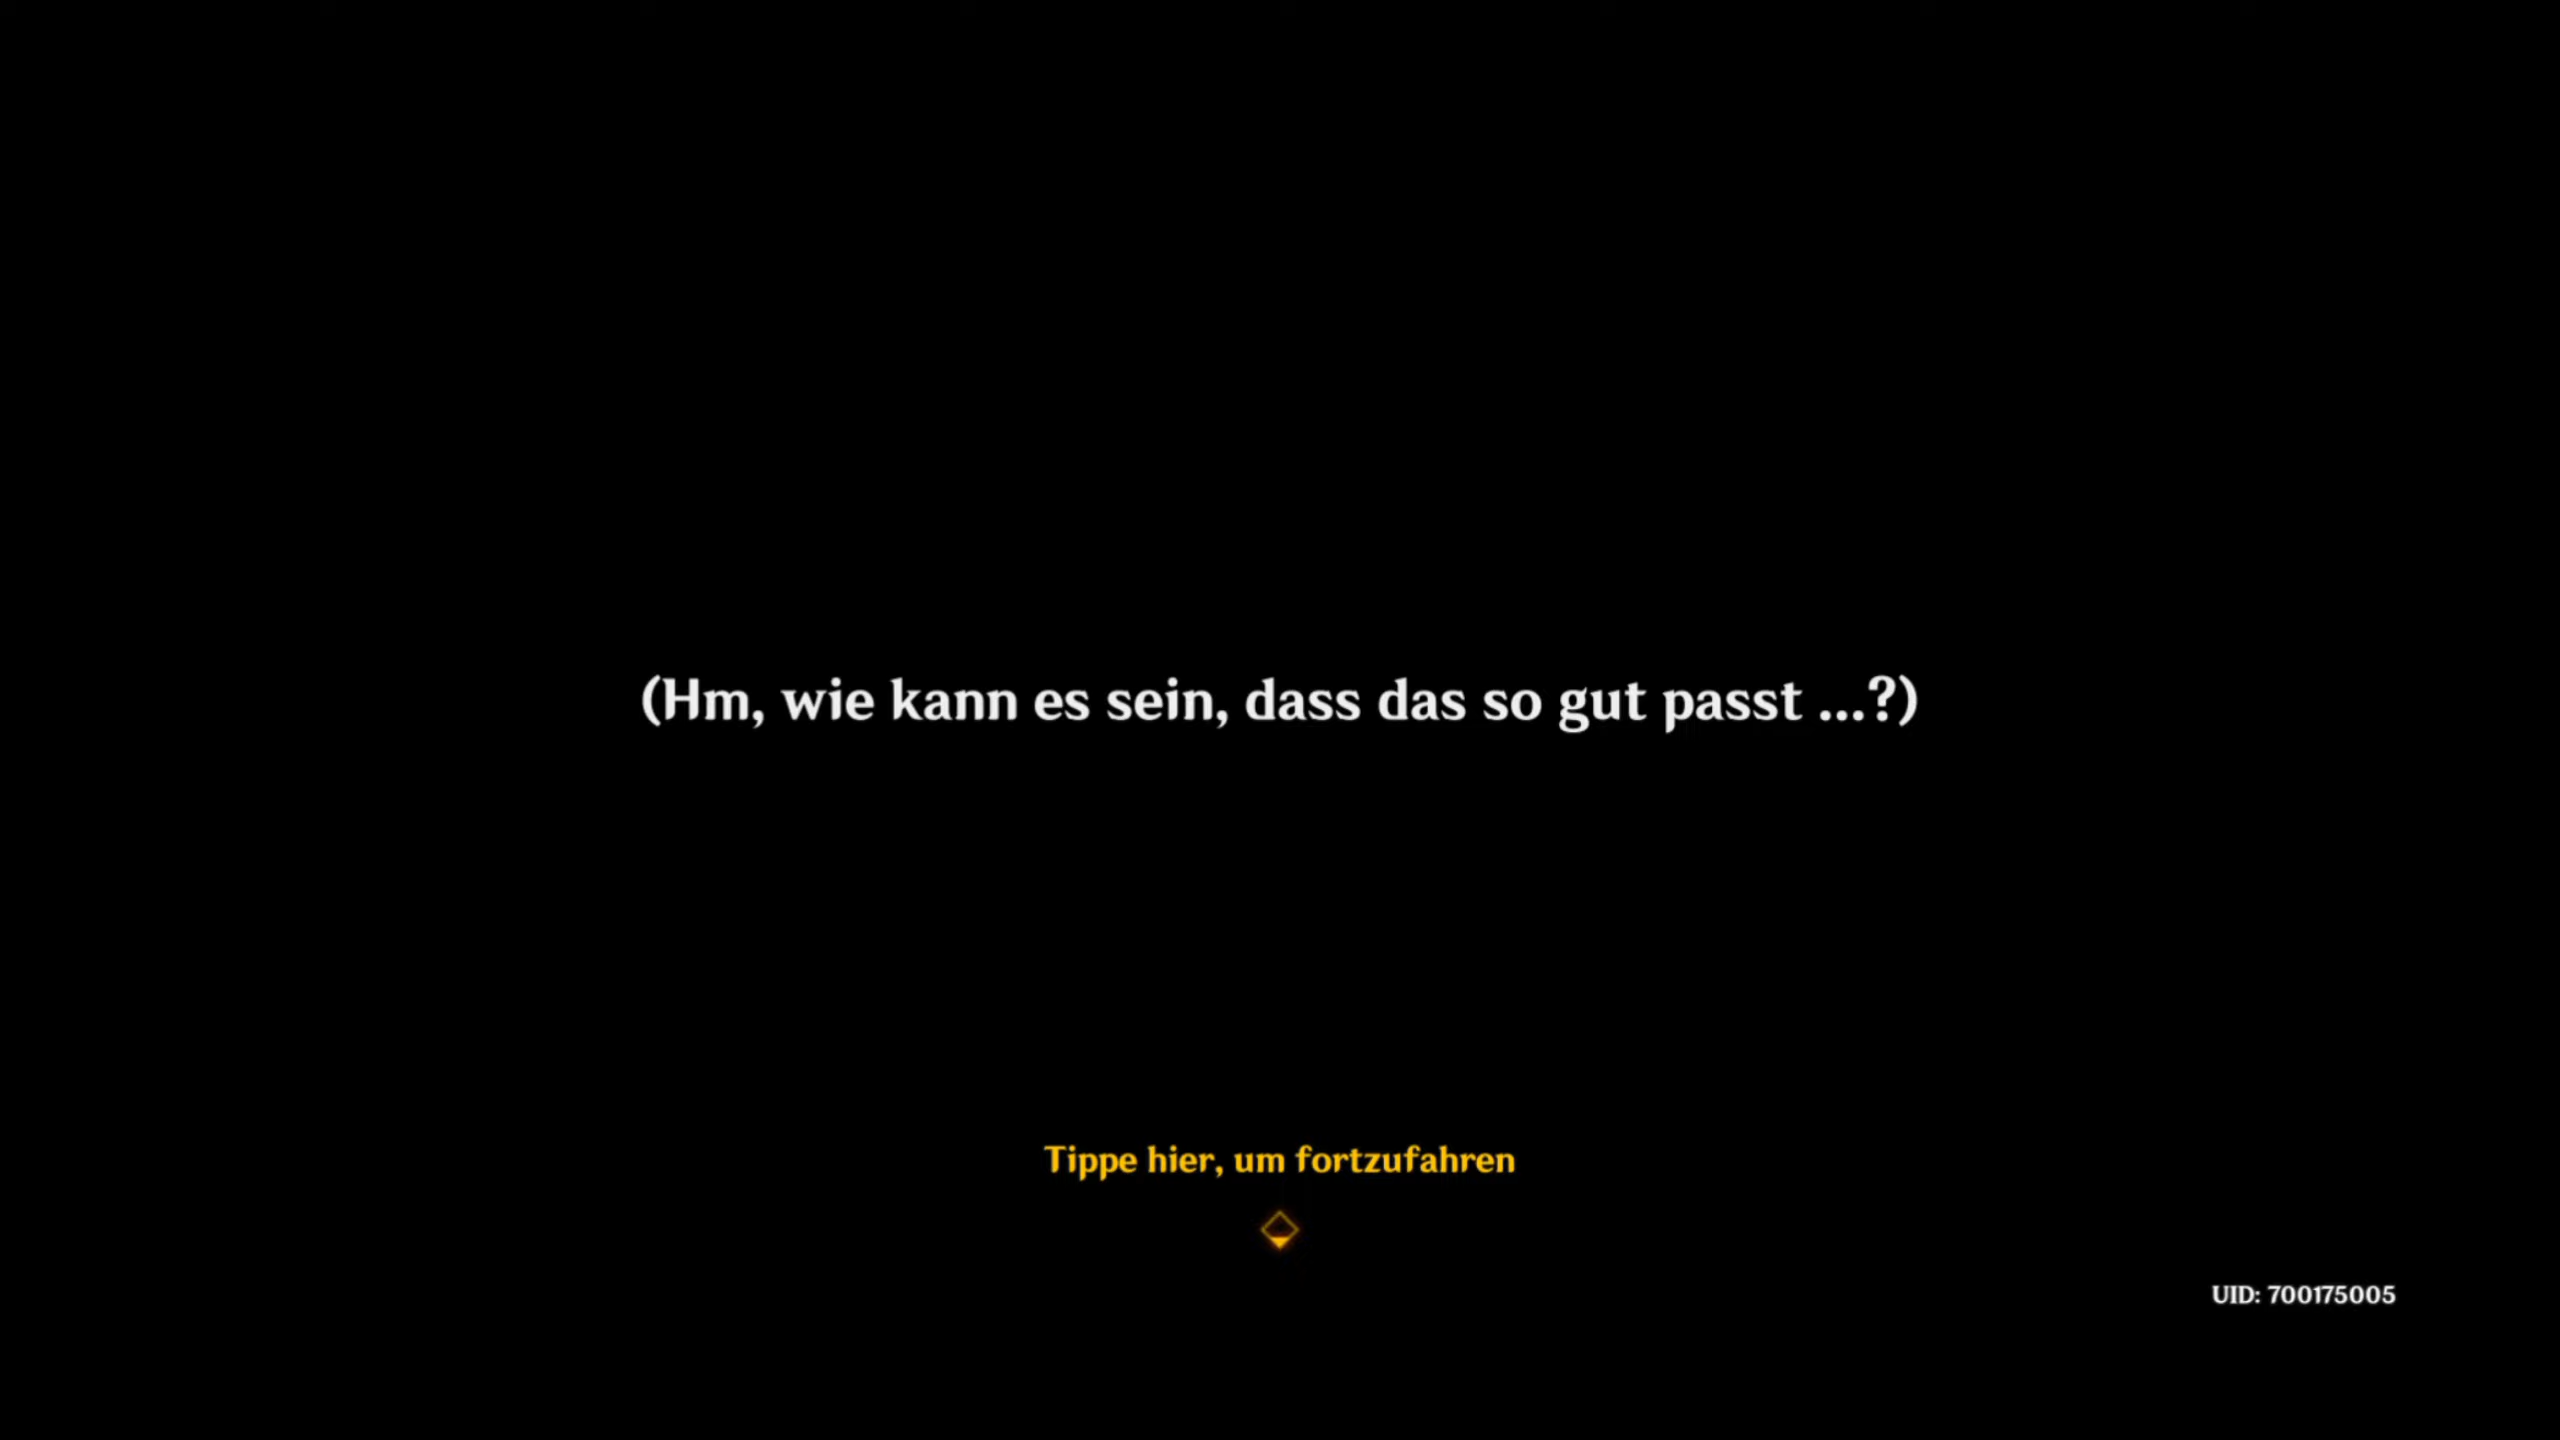 (Hm, wie kann es sein, dass das so gut passt ...?)
Tippe hier, um fortzufahren
UID: 700175005